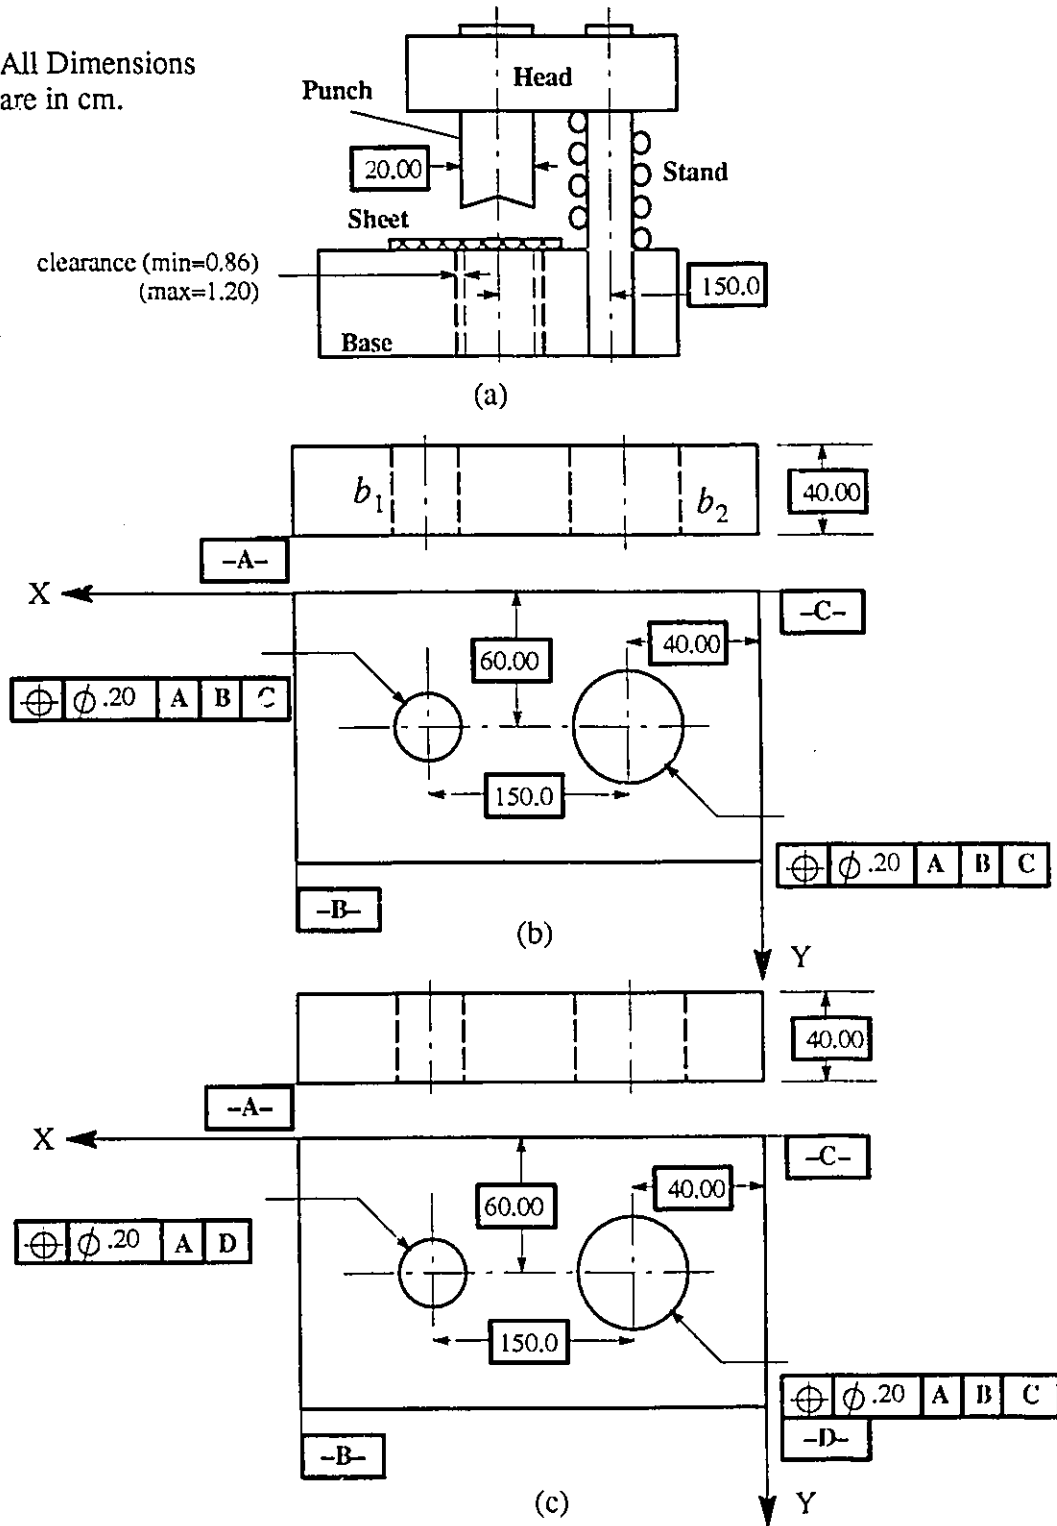 All Dimensions
are in cm.
Head
Punch
20.00
Stand
Sheet
clearance (min=0.86)
(max=1.20)
150.0
Base
(a)
b₁
b₂
40.00
–A–
X
–C–
60.00
40.00
⌖ ϕ .20 A B C
150.0
⌖ ϕ .20 A B C
–B–
(b)
Y
40.00
–A–
X
–C–
60.00
40.00
⌖ ϕ .20 A D
150.0
⌖ ϕ .20 A B C
–D–
–B–
(c)
Y